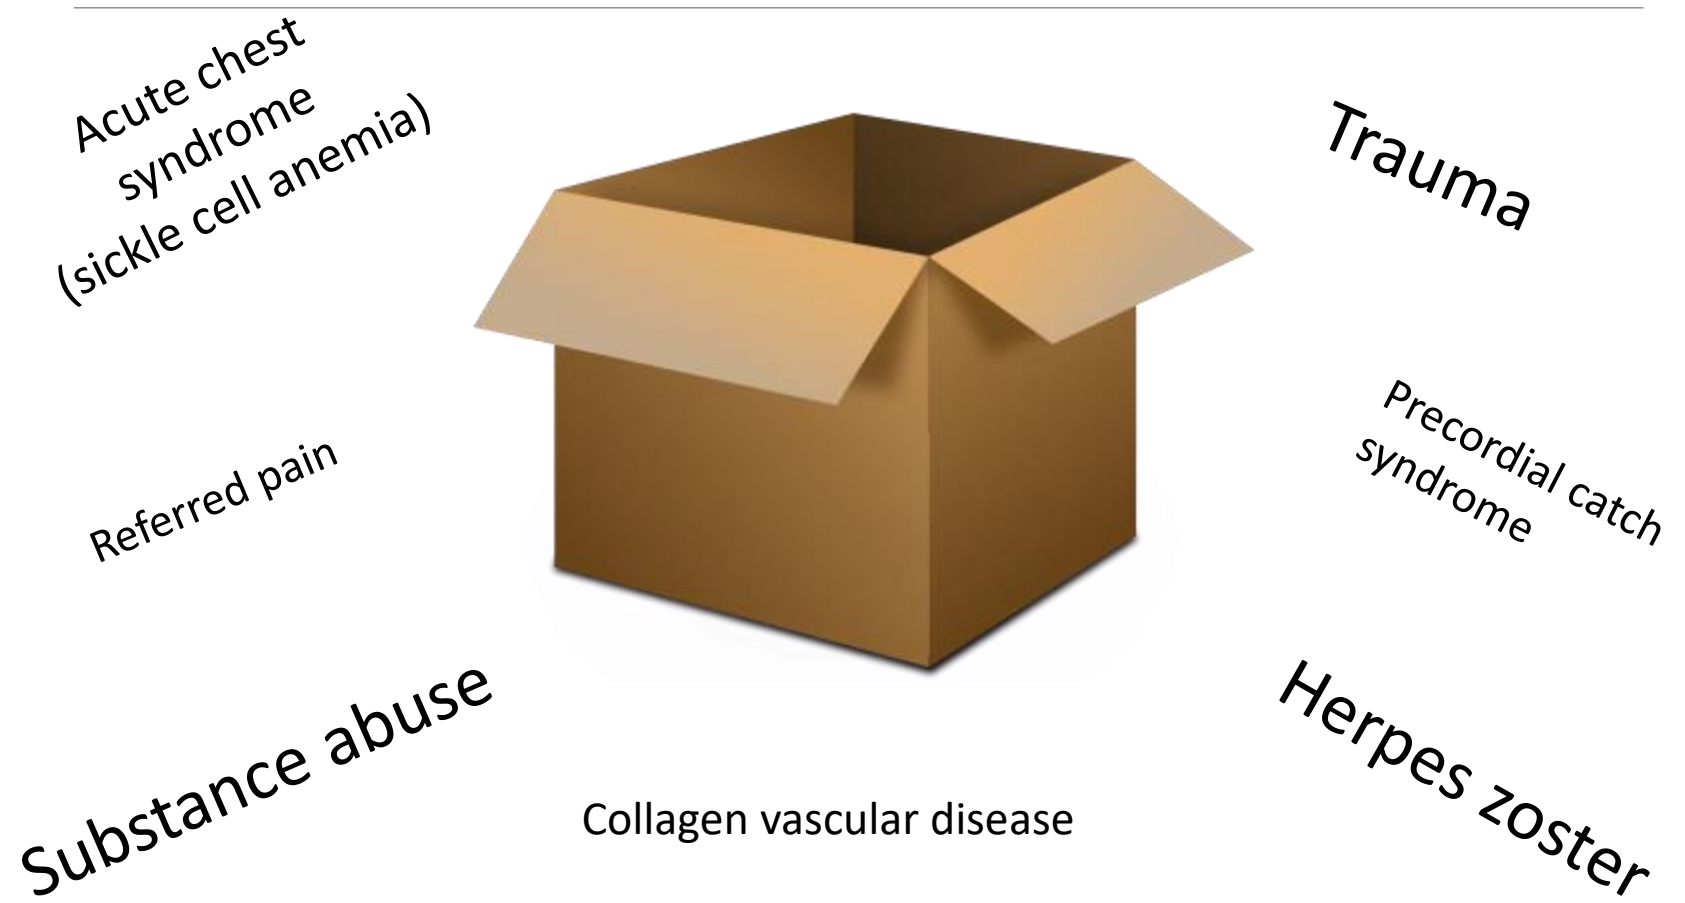 Acute chest
syndrome
(sickle cell anemia)
Trauma
Referred pain
Precordial catch
syndrome
Substance abuse
Collagen vascular disease
Herpes zoster